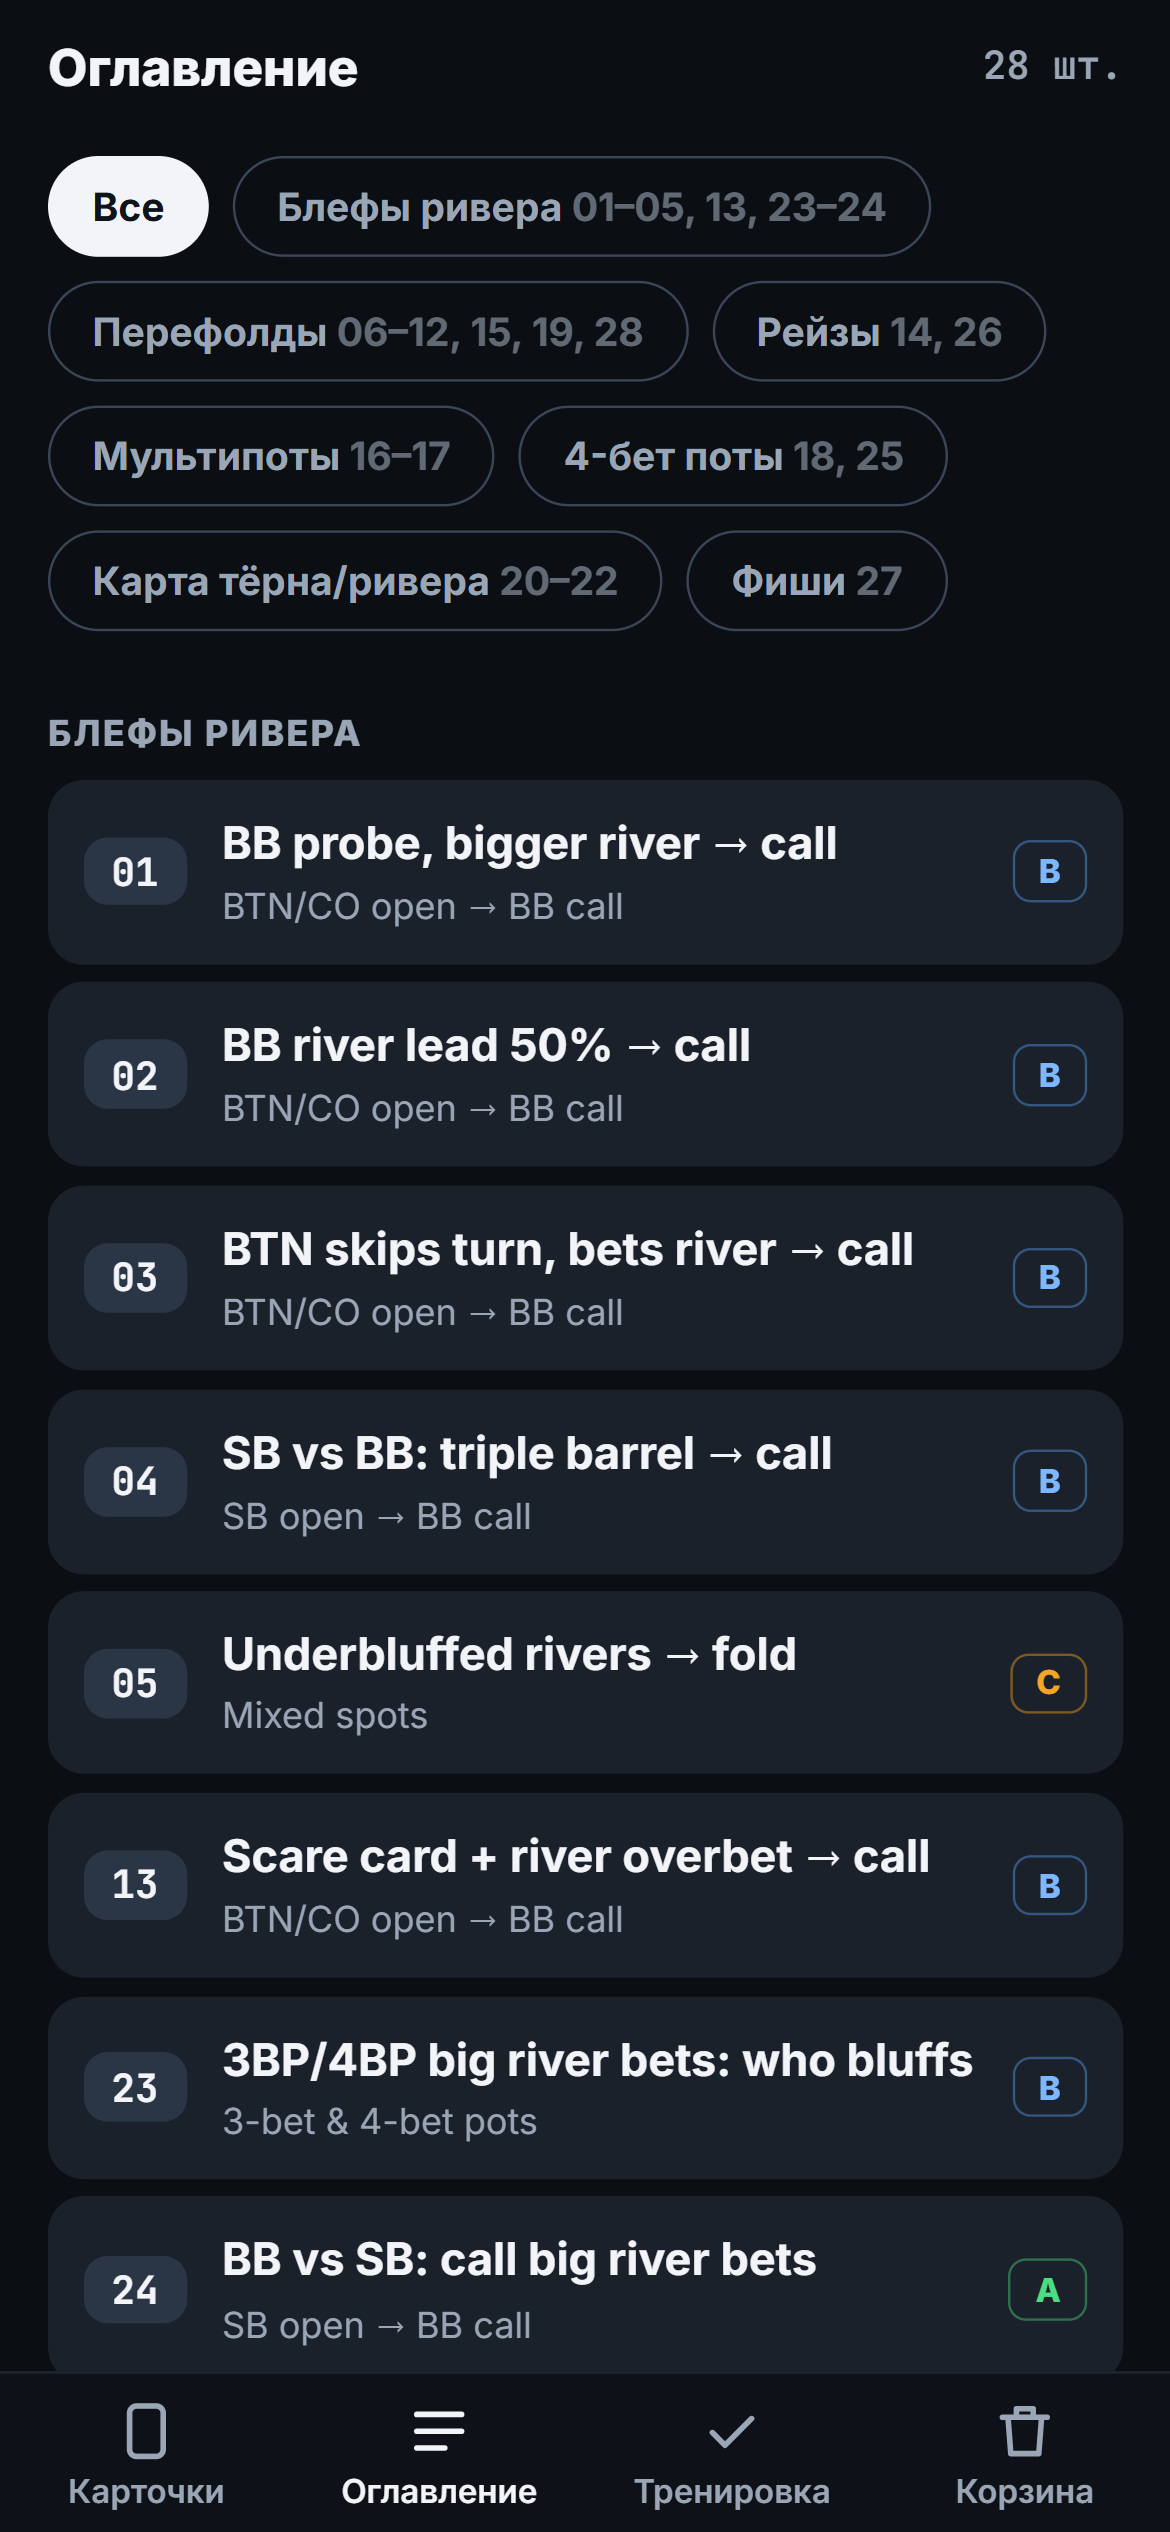 Оглавление
28 шт.
Все
Блефы ривера 01–05, 13, 23–24
Перефолды 06–12, 15, 19, 28
Рейзы 14, 26
Мультипоты 16–17
4-бет поты 18, 25
Карта тёрна/ривера 20–22
Фиши 27
БЛЕФЫ РИВЕРА
01
BB probe, bigger river → call
BTN/CO open → BB call
B
02
BB river lead 50% → call
BTN/CO open → BB call
B
03
BTN skips turn, bets river → call
BTN/CO open → BB call
B
04
SB vs BB: triple barrel → call
SB open → BB call
B
05
Underbluffed rivers → fold
Mixed spots
C
13
Scare card + river overbet → call
BTN/CO open → BB call
B
23
3BP/4BP big river bets: who bluffs
3-bet & 4-bet pots
B
24
BB vs SB: call big river bets
SB open → BB call
A
Карточки
Оглавление
Тренировка
Корзина